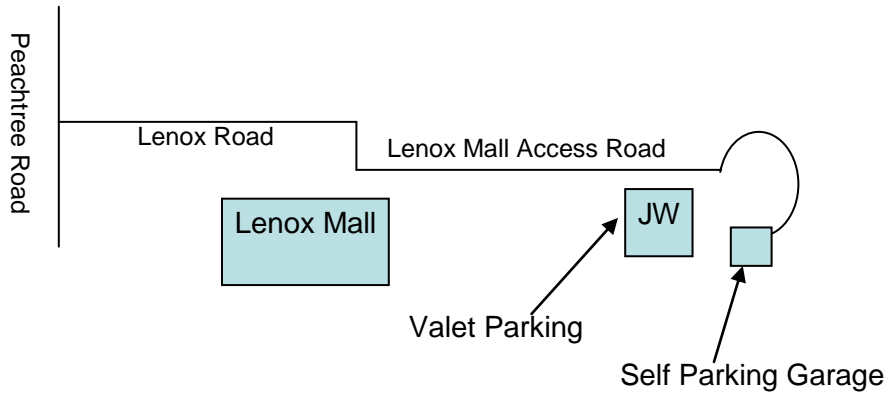 Peachtree Road
Lenox Road
Lenox Mall Access Road
Lenox Mall
JW
Valet Parking
Self Parking Garage